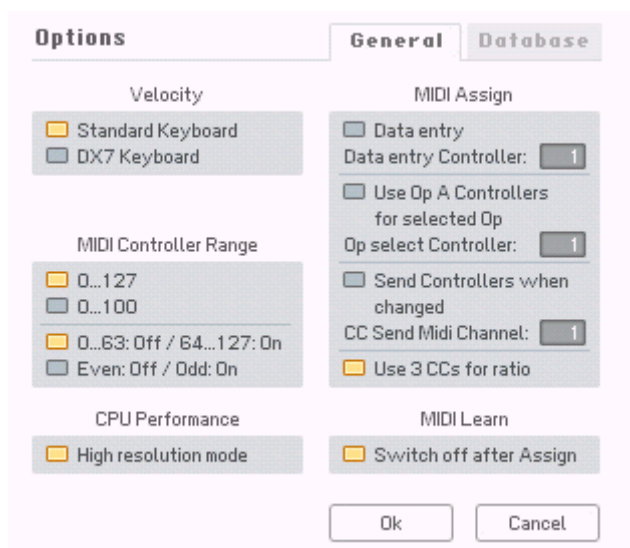 Options
General
Database
Velocity
Standard Keyboard
DX7 Keyboard
MIDI Controller Range
0...127
0...100
0...63: Off / 64...127: On
Even: Off / Odd: On
CPU Performance
High resolution mode
MIDI Assign
Data entry
Data entry Controller: 1
Use Op A Controllers
for selected Op
Op select Controller: 1
Send Controllers when
changed
CC Send Midi Channel: 1
Use 3 CCs for ratio
MIDI Learn
Switch off after Assign
Ok
Cancel